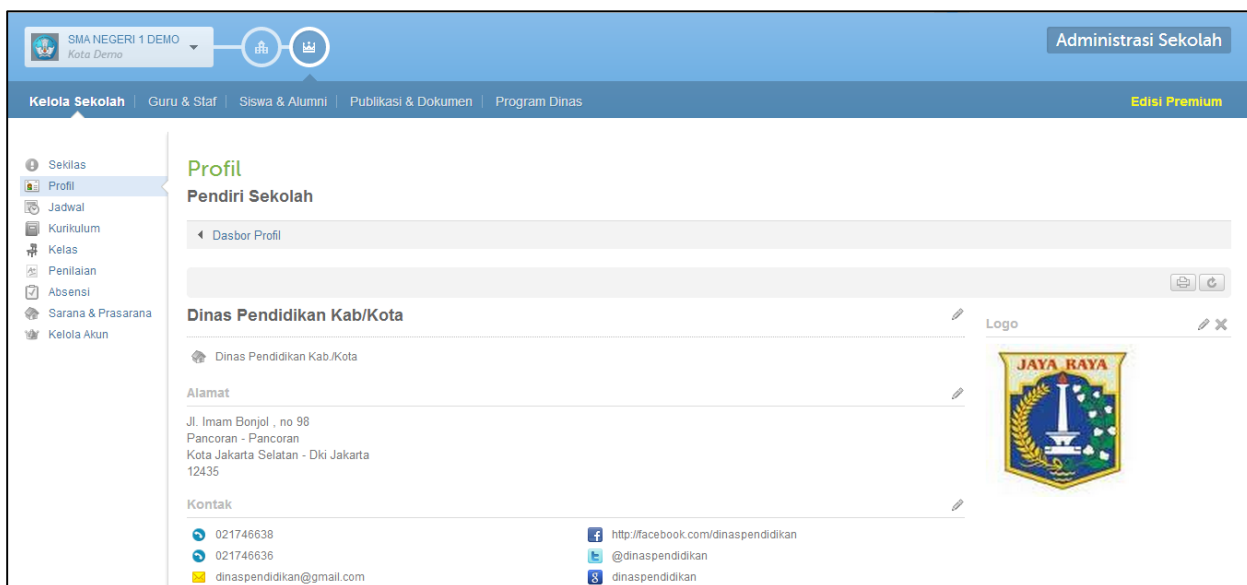 SMA NEGERI 1 DEMO
Kota Demo
Administrasi Sekolah
Kelola Sekolah | Guru & Staf | Siswa & Alumni | Publikasi & Dokumen | Program Dinas
Edisi Premium
Sekilas
Profil
Jadwal
Kurikulum
Kelas
Penilaian
Absensi
Sarana & Prasarana
Kelola Akun
Profil
Pendiri Sekolah
Dasbor Profil
Dinas Pendidikan Kab/Kota
Dinas Pendidikan Kab./Kota
Alamat
Jl. Imam Bonjol , no 98
Pancoran - Pancoran
Kota Jakarta Selatan - Dki Jakarta
12435
Kontak
021746638
021746636
dinaspendidikan@gmail.com
http://facebook.com/dinaspendidikan
@dinaspendidikan
dinaspendidikan
Logo
JAYA RAYA